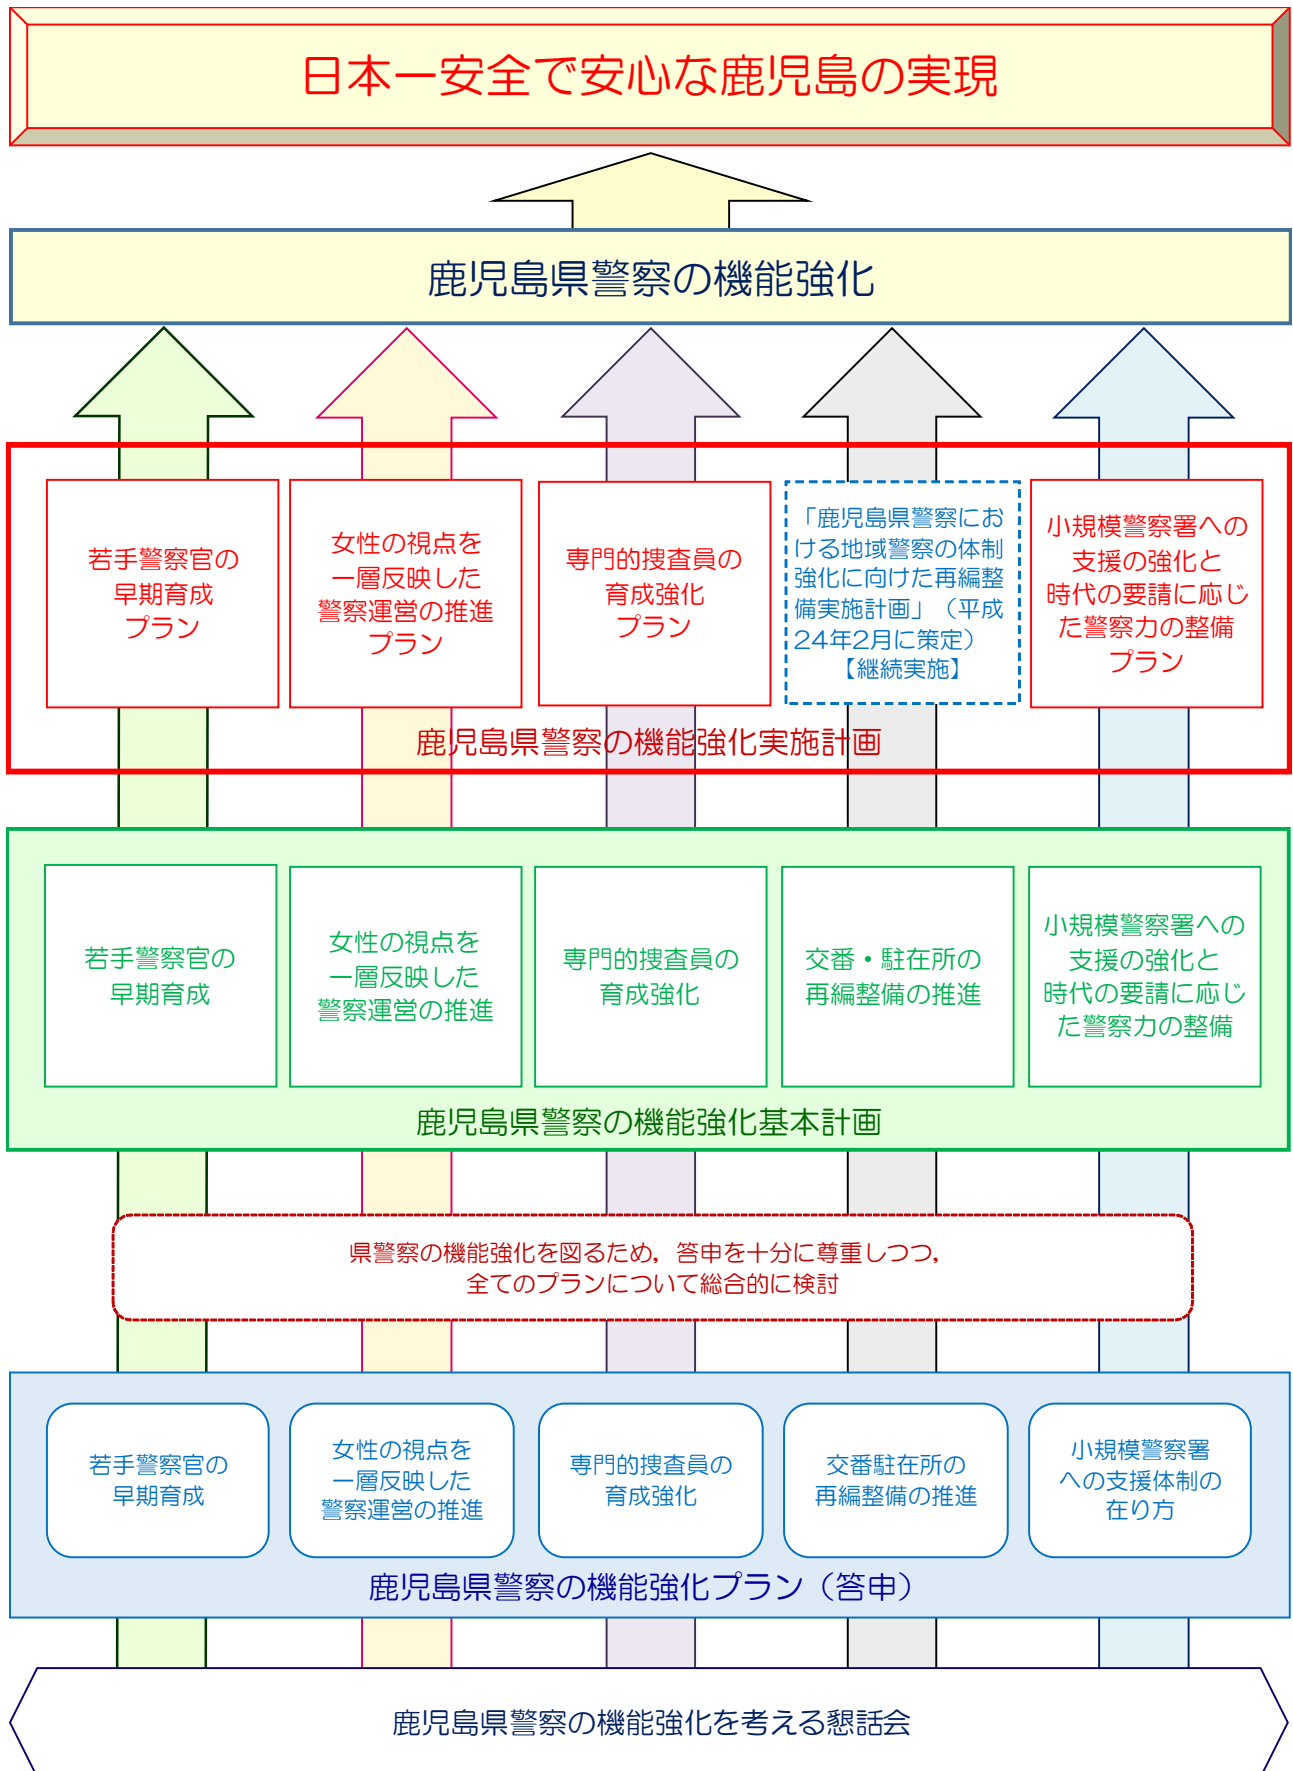 日本一安全で安心な鹿児島の実現
鹿児島県警察の機能強化
若手警察官の
早期育成
プラン
女性の視点を
一層反映した
警察運営の推進
プラン
専門的捜査員の
育成強化
プラン
「鹿児島県警察にお
ける地域警察の体制
強化に向けた再編整
備実施計画」（平成
24年2月に策定）
【継続実施】
小規模警察署への
支援の強化と
時代の要請に応じ
た警察力の整備
プラン
鹿児島県警察の機能強化実施計画
若手警察官の
早期育成
女性の視点を
一層反映した
警察運営の推進
専門的捜査員の
育成強化
交番・駐在所の
再編整備の推進
小規模警察署への
支援の強化と
時代の要請に応じ
た警察力の整備
鹿児島県警察の機能強化基本計画
県警察の機能強化を図るため，答申を十分に尊重しつつ，
全てのプランについて総合的に検討
若手警察官の
早期育成
女性の視点を
一層反映した
警察運営の推進
専門的捜査員の
育成強化
交番駐在所の
再編整備の推進
小規模警察署
への支援体制の
在り方
鹿児島県警察の機能強化プラン（答申）
鹿児島県警察の機能強化を考える懇話会